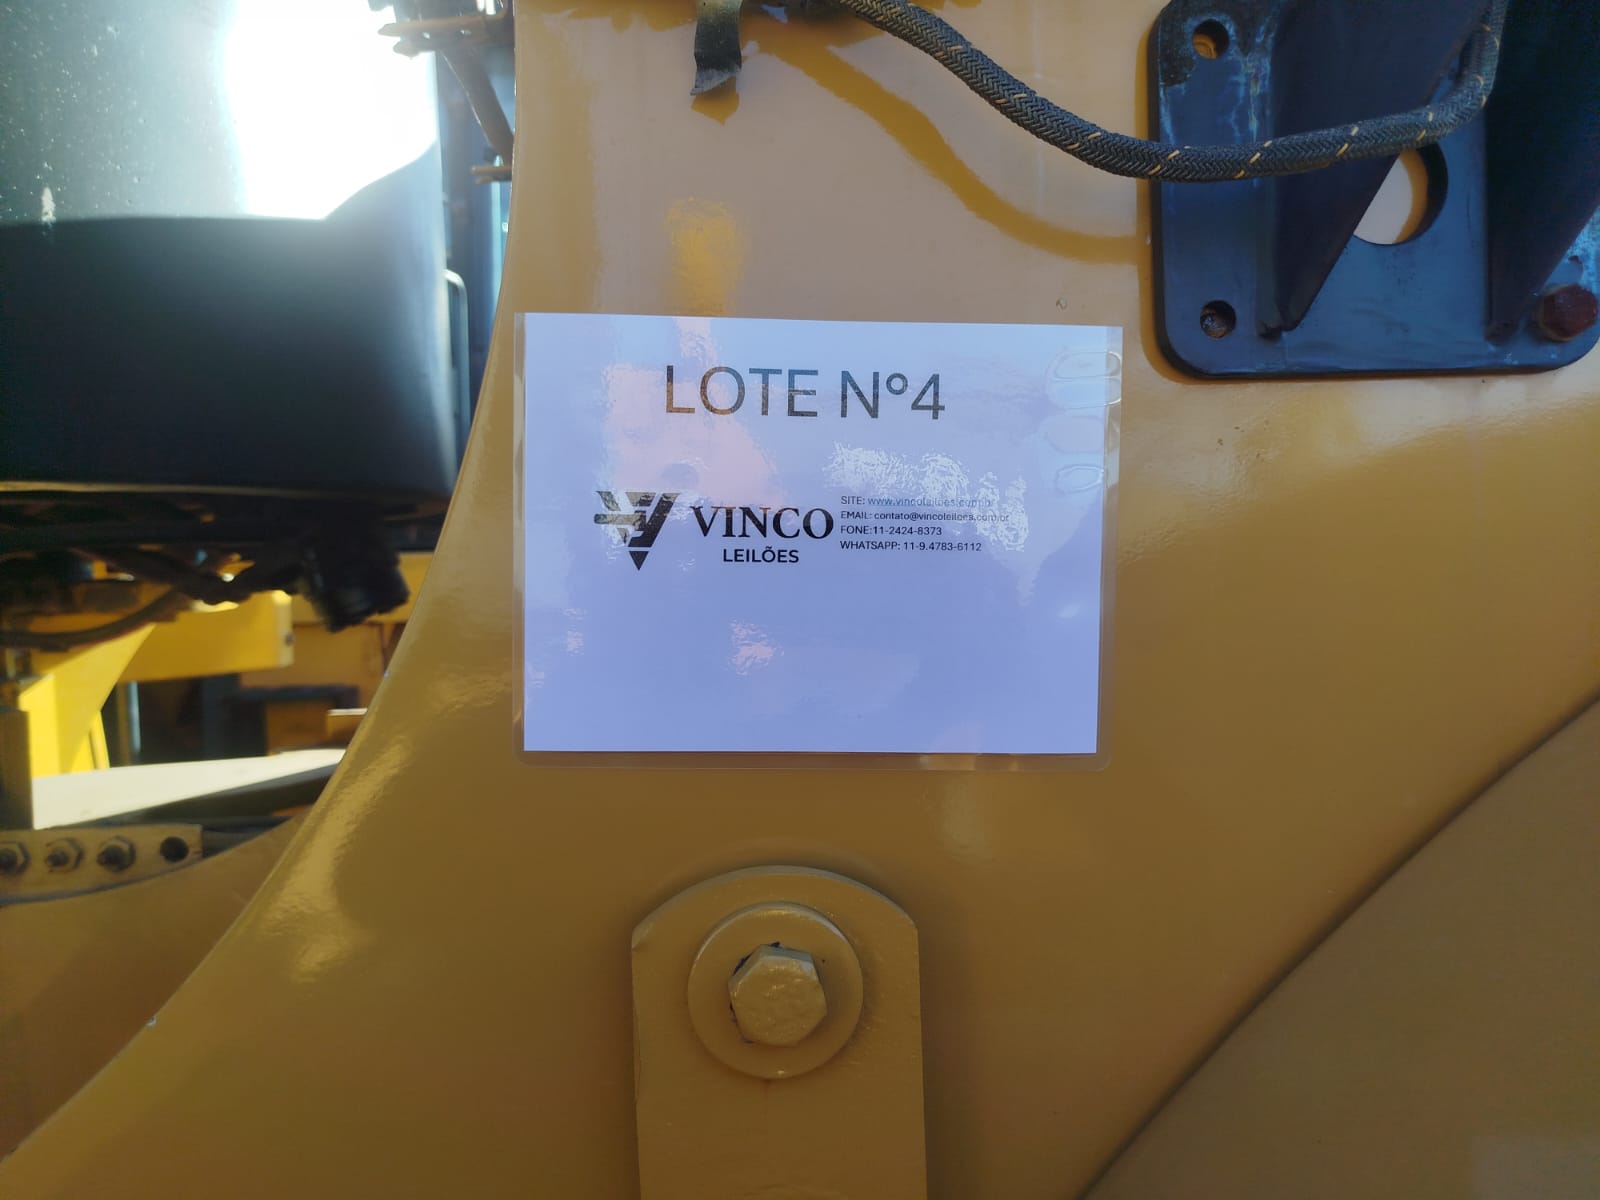 LOTE Nº4
VINCO
LEILÕES
SITE: www.vincoleiloes.com.br
EMAIL: contato@vincoleiloes.com.br
FONE:11-2424-8373
WHATSAPP: 11-9.4783-6112